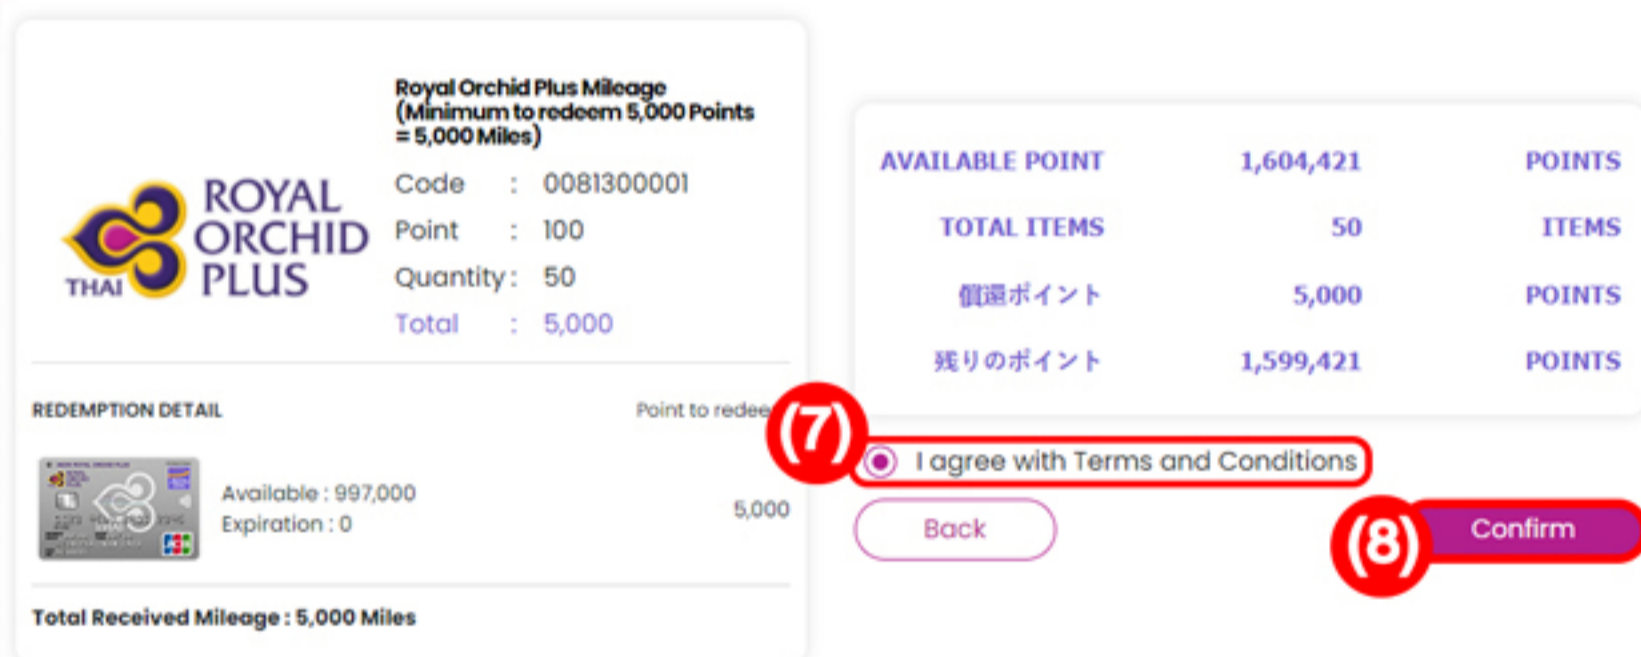 Royal Orchid Plus Mileage
(Minimum to redeem 5,000 Points
= 5,000 Miles)
ROYAL
ORCHID
PLUS
THAI
Code : 0081300001
Point : 100
Quantity : 50
Total : 5,000
REDEMPTION DETAIL
Point to redee
Available : 997,000
Expiration : 0
5,000
Total Received Mileage : 5,000 Miles
AVAILABLE POINT 1,604,421 POINTS
TOTAL ITEMS 50 ITEMS
償還ポイント 5,000 POINTS
残りのポイント 1,599,421 POINTS
(7)
I agree with Terms and Conditions
Back
(8)
Confirm
JCB